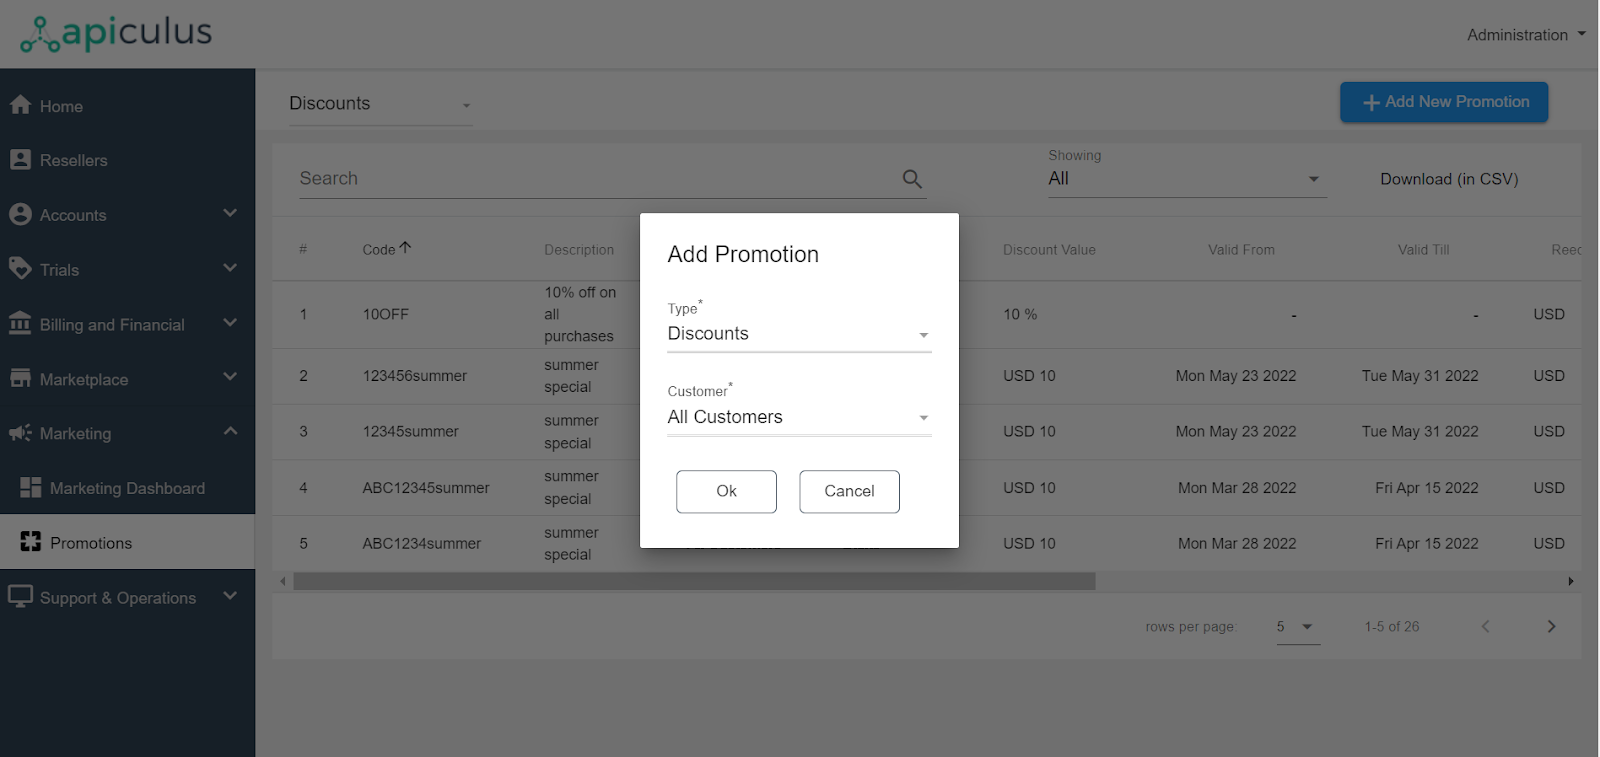 apiculus
Administration
Home
Resellers
Accounts
Trials
Billing and Financial
Marketplace
Marketing
Marketing Dashboard
Promotions
Support & Operations
Discounts
Add New Promotion
Search
Showing
All
Download (in CSV)
# Code Description Discount Value Valid From Valid Till
1 10OFF 10% off on all purchases 10 % - - USD
2 123456summer summer special USD 10 Mon May 23 2022 Tue May 31 2022 USD
3 12345summer summer special USD 10 Mon May 23 2022 Tue May 31 2022 USD
4 ABC12345summer summer special USD 10 Mon Mar 28 2022 Fri Apr 15 2022 USD
5 ABC1234summer summer special USD 10 Mon Mar 28 2022 Fri Apr 15 2022 USD
rows per page: 5 1-5 of 26
Add Promotion
Type*
Discounts
Customer*
All Customers
Ok Cancel